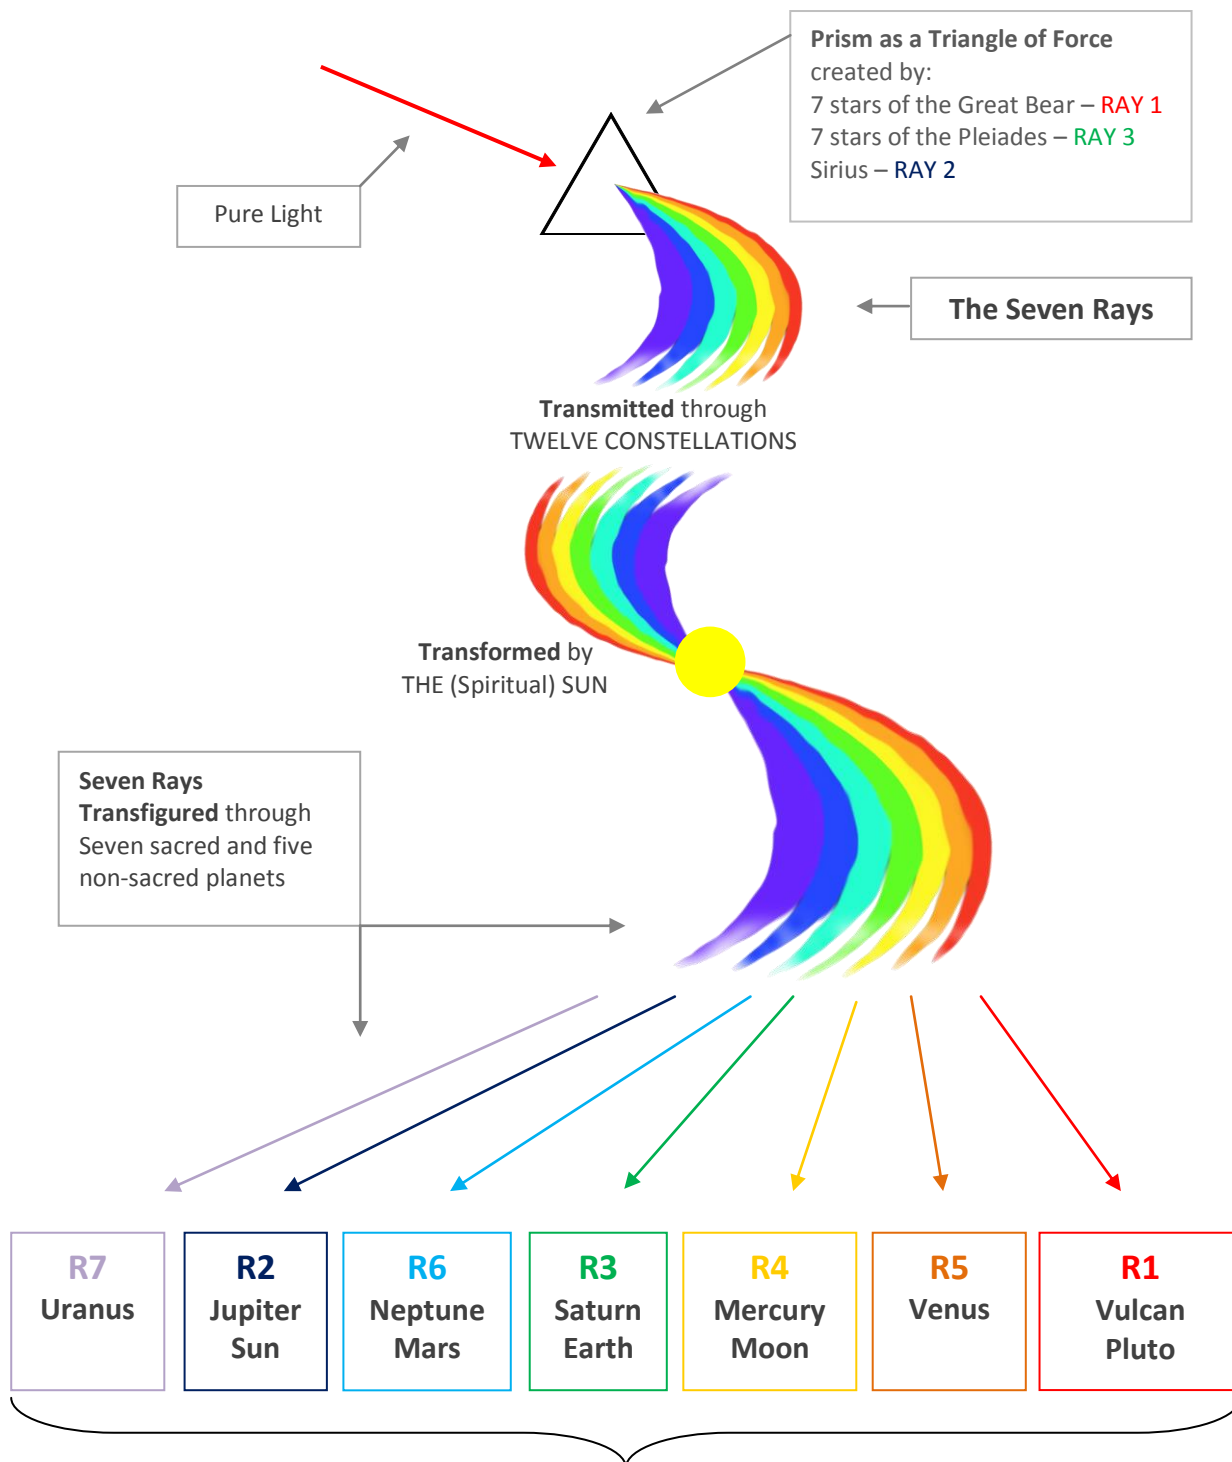 Prism as a Triangle of Force
created by:
7 stars of the Great Bear – RAY 1
7 stars of the Pleiades – RAY 3
Sirius – RAY 2
Pure Light
The Seven Rays
Transmitted through
TWELVE CONSTELLATIONS
Transformed by
THE (Spiritual) SUN
Seven Rays
Transfigured through
Seven sacred and five
non-sacred planets
R7
Uranus
R2
Jupiter
Sun
R6
Neptune
Mars
R3
Saturn
Earth
R4
Mercury
Moon
R5
Venus
R1
Vulcan
Pluto